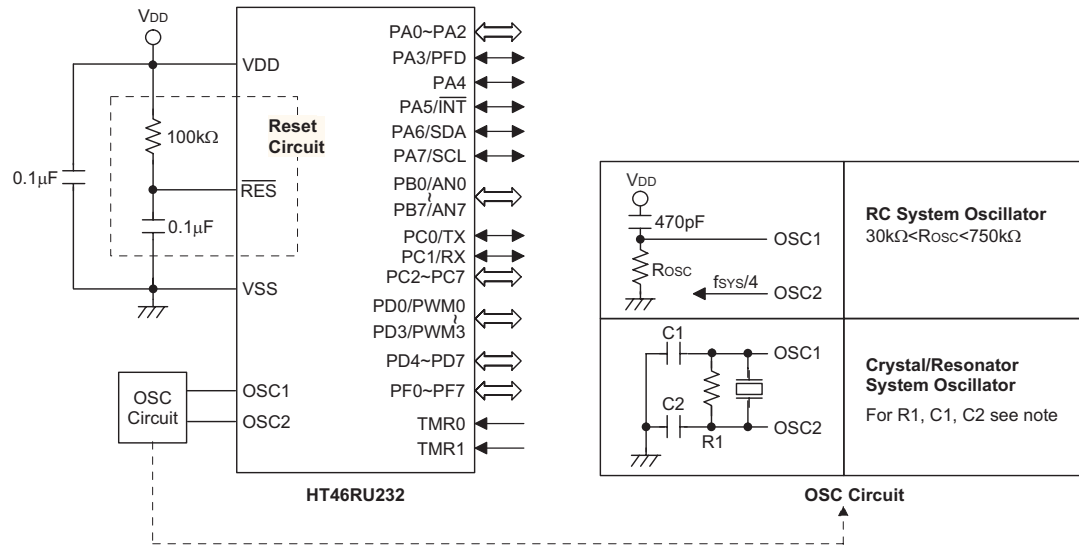 VDD
VDD
Reset
Circuit
100kΩ
0.1µF
RES
0.1µF
VSS
OSC
Circuit
OSC1
OSC2
PA0~PA2
PA3/PFD
PA4
PA5/INT
PA6/SDA
PA7/SCL
PB0/AN0
~
PB7/AN7
PC0/TX
PC1/RX
PC2~PC7
PD0/PWM0
~
PD3/PWM3
PD4~PD7
PF0~PF7
TMR0
TMR1
HT46RU232
VDD
470pF
OSC1
ROSC
fSYS/4
OSC2
RC System Oscillator
30kΩ<ROSC<750kΩ
C1
OSC1
C2
R1
OSC2
Crystal/Resonator
System Oscillator
For R1, C1, C2 see note
OSC Circuit